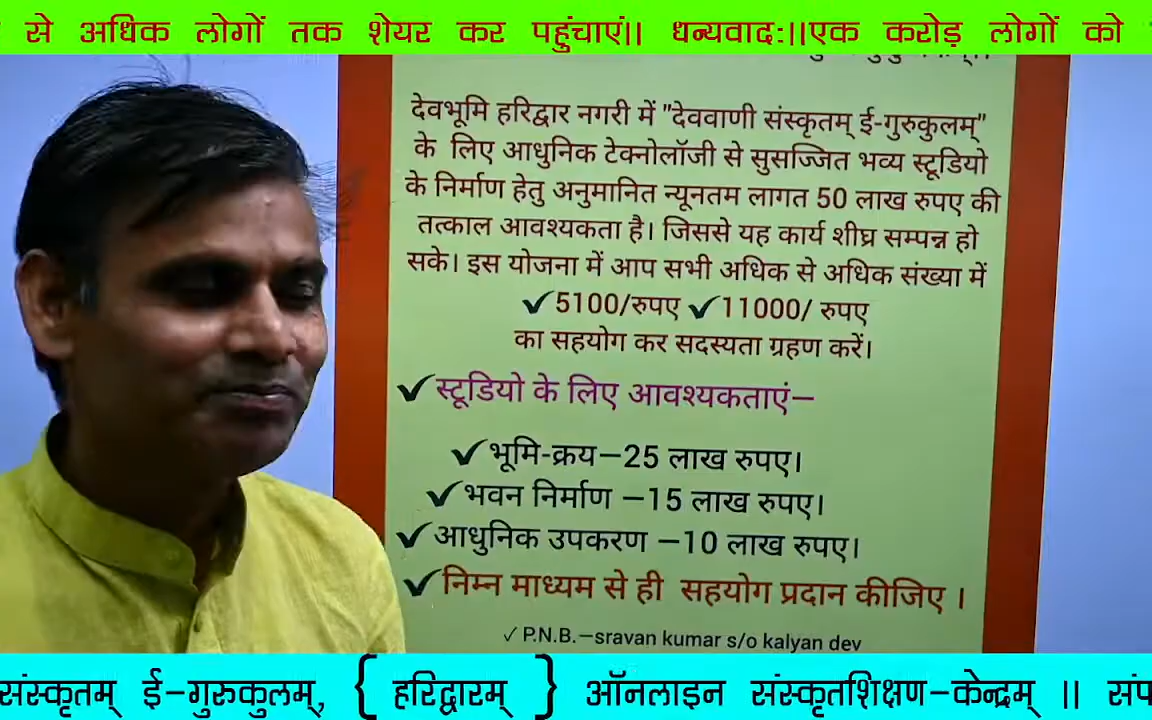 से अधिक लोगों तक शेयर कर पहुंचाएं॥ धन्यवादः॥एक करोड़ लोगों को
देवभूमि हरिद्वार नगरी में "देववाणी संस्कृतम् ई-गुरुकुलम्"
के लिए आधुनिक टेक्नोलॉजी से सुसज्जित भव्य स्टूडियो
के निर्माण हेतु अनुमानित न्यूनतम लागत 50 लाख रुपए की
तत्काल आवश्यकता है। जिससे यह कार्य शीघ्र सम्पन्न हो
सके। इस योजना में आप सभी अधिक से अधिक संख्या में
✓5100/रुपए ✓11000/ रुपए
का सहयोग कर सदस्यता ग्रहण करें।
✓स्टूडियो के लिए आवश्यकताएं—
✓भूमि-क्रय—25 लाख रुपए।
✓भवन निर्माण —15 लाख रुपए।
✓आधुनिक उपकरण —10 लाख रुपए।
✓निम्न माध्यम से ही सहयोग प्रदान कीजिए ।
✓ P.N.B.—sravan kumar s/o kalyan dev
संस्कृतम् ई-गुरुकुलम्, { हरिद्वारम् } ऑनलाइन संस्कृतशिक्षण-केन्द्रम् ॥